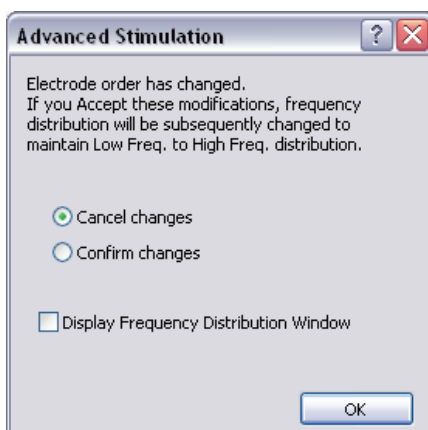 Advanced Stimulation
Electrode order has changed.
If you Accept these modifications, frequency
distribution will be subsequently changed to
maintain Low Freq. to High Freq. distribution.
Cancel changes
Confirm changes
Display Frequency Distribution Window
OK